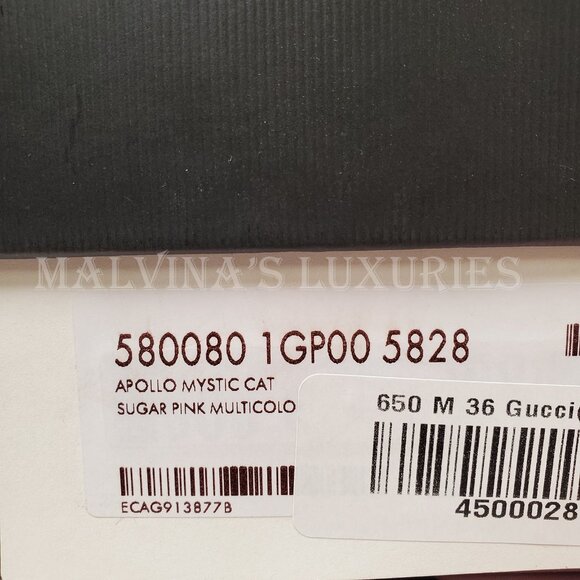 MALVINA'S LUXURIES
580080 1GP00 5828
APOLLO MYSTIC CAT
SUGAR PINK MULTICOLO
650 M 36 Gucci
ECAG913877B
4500028